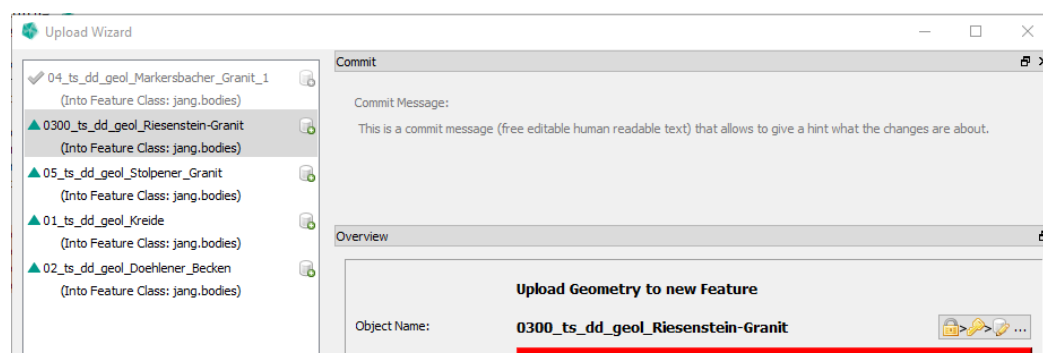 Upload Wizard
04_ts_dd_geol_Markersbacher_Granit_1
(Into Feature Class: jang.bodies)
0300_ts_dd_geol_Riesenstein-Granit
(Into Feature Class: jang.bodies)
05_ts_dd_geol_Stolpener_Granit
(Into Feature Class: jang.bodies)
01_ts_dd_geol_Kreide
(Into Feature Class: jang.bodies)
02_ts_dd_geol_Doehlener_Becken
(Into Feature Class: jang.bodies)
Commit
Commit Message:
This is a commit message (free editable human readable text) that allows to give a hint what the changes are about.
Overview
Upload Geometry to new Feature
Object Name: 0300_ts_dd_geol_Riesenstein-Granit > > ...